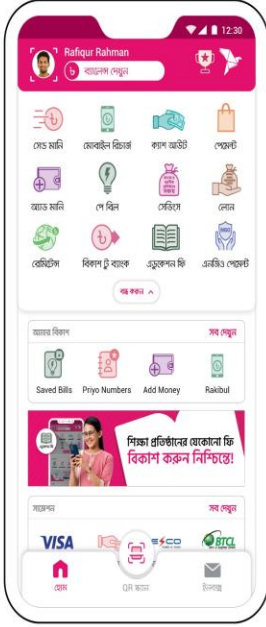 12:30
Rafiqur Rahman
ব্যালেন্স দেখুন
সেন্ড মানি মোবাইল রিচার্জ ক্যাশ আউট পেমেন্ট
অ্যাড মানি পে বিল সেভিংস লোন
রেমিটেন্স বিকাশ টু ব্যাংক এডুকেশন ফি এনজিও পেমেন্ট
বন্ধ করুন
আমার বিকাশ সব দেখুন
Saved Bills Priyo Numbers Add Money Rakibul
শিক্ষা প্রতিষ্ঠানের যেকোনো ফি
বিকাশ করুন নিশ্চিন্তে!
সাজেশন সব দেখুন
VISA BTCL
হোম QR স্ক্যান ইনবক্স